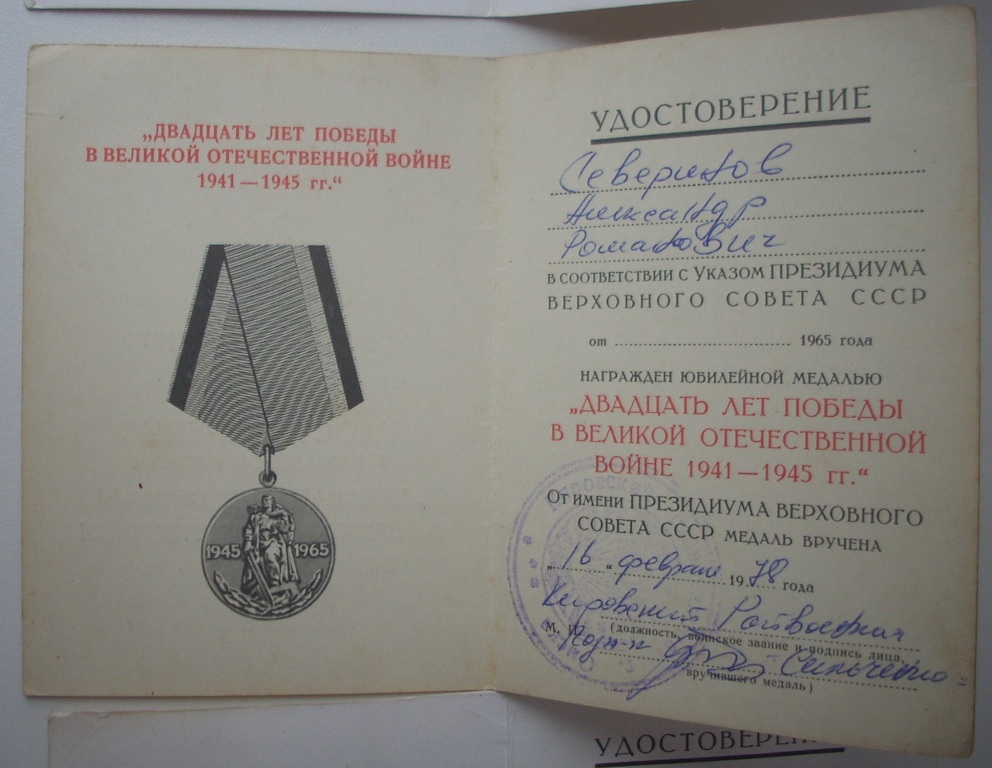 „ДВАДЦАТЬ ЛЕТ ПОБЕДЫ
В ВЕЛИКОЙ ОТЕЧЕСТВЕННОЙ ВОЙНЕ
1941—1945 гг.“
1945 1965
УДОСТОВЕРЕНИЕ
Северинов
Александр
Романович
В СООТВЕТСТВИИ С УКАЗОМ ПРЕЗИДИУМА
ВЕРХОВНОГО СОВЕТА СССР
от 1965 года
НАГРАЖДЕН ЮБИЛЕЙНОЙ МЕДАЛЬЮ
„ДВАДЦАТЬ ЛЕТ ПОБЕДЫ
В ВЕЛИКОЙ ОТЕЧЕСТВЕННОЙ
ВОЙНЕ 1941—1945 гг.“
ОТ ИМЕНИ ПРЕЗИДИУМА ВЕРХОВНОГО
СОВЕТА СССР МЕДАЛЬ ВРУЧЕНА
„16“ февраля 1978 года
Кировский Райвоенком
М. П. (должность, воинское звание и подпись лица,
Подп-к
вручившего медаль)
УДОСТОВЕРЕНИЕ